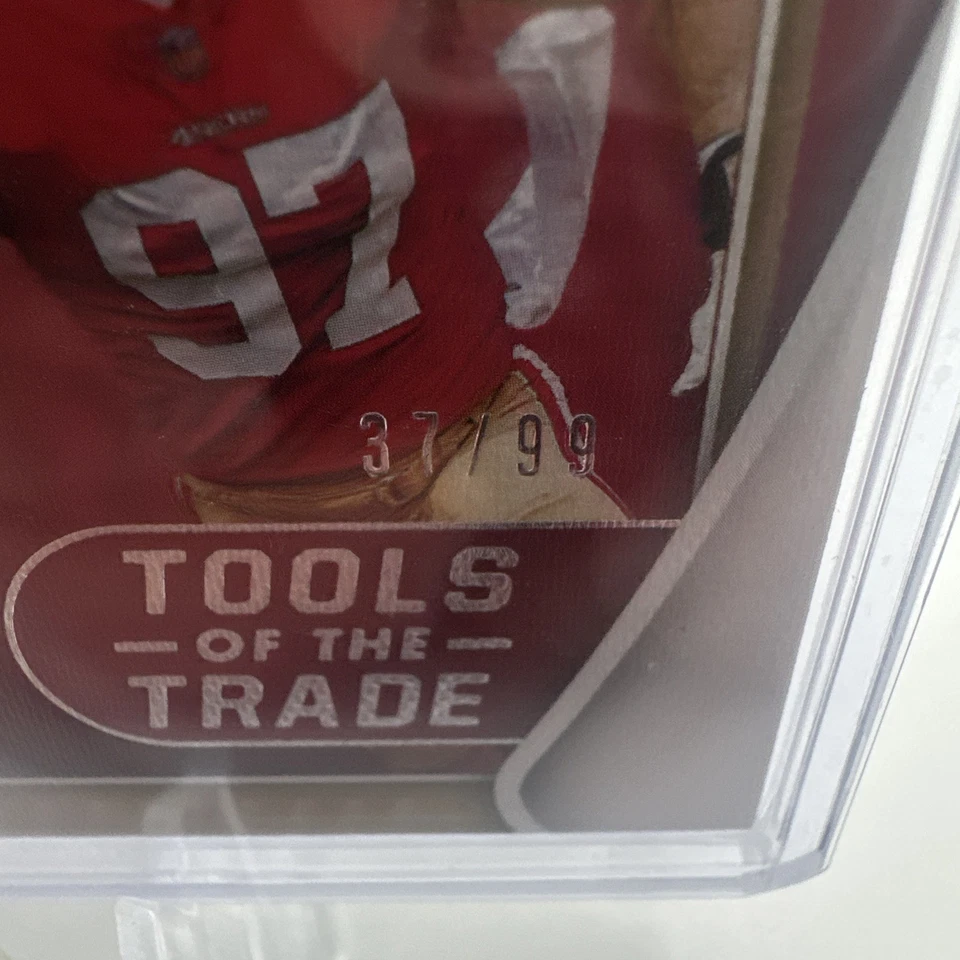 49ERS
97
37/99
TOOLS
OF THE
TRADE